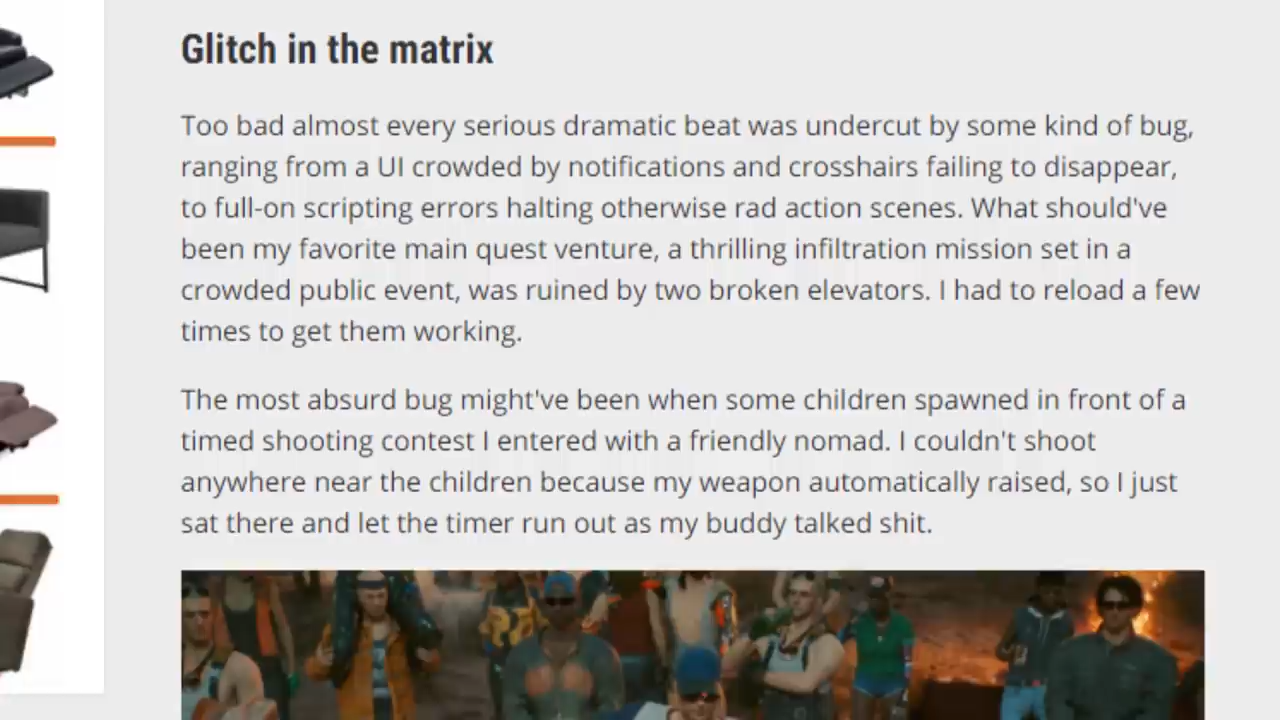 Glitch in the matrix
Too bad almost every serious dramatic beat was undercut by some kind of bug,
ranging from a UI crowded by notifications and crosshairs failing to disappear,
to full-on scripting errors halting otherwise rad action scenes. What should've
been my favorite main quest venture, a thrilling infiltration mission set in a
crowded public event, was ruined by two broken elevators. I had to reload a few
times to get them working.
The most absurd bug might've been when some children spawned in front of a
timed shooting contest I entered with a friendly nomad. I couldn't shoot
anywhere near the children because my weapon automatically raised, so I just
sat there and let the timer run out as my buddy talked shit.